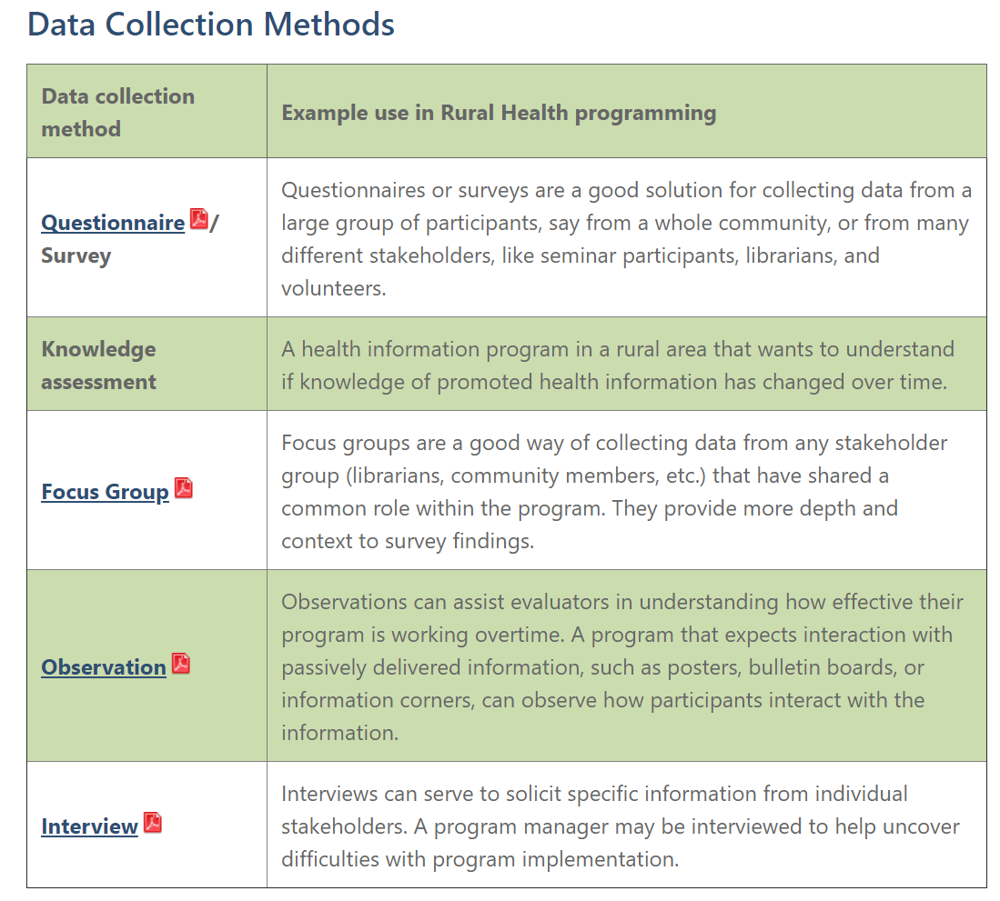 Data Collection Methods
Data collection
method
Example use in Rural Health programming
Questionnaire /
Survey
Questionnaires or surveys are a good solution for collecting data from a
large group of participants, say from a whole community, or from many
different stakeholders, like seminar participants, librarians, and
volunteers.
Knowledge
assessment
A health information program in a rural area that wants to understand
if knowledge of promoted health information has changed over time.
Focus Group
Focus groups are a good way of collecting data from any stakeholder
group (librarians, community members, etc.) that have shared a
common role within the program. They provide more depth and
context to survey findings.
Observation
Observations can assist evaluators in understanding how effective their
program is working overtime. A program that expects interaction with
passively delivered information, such as posters, bulletin boards, or
information corners, can observe how participants interact with the
information.
Interview
Interviews can serve to solicit specific information from individual
stakeholders. A program manager may be interviewed to help uncover
difficulties with program implementation.